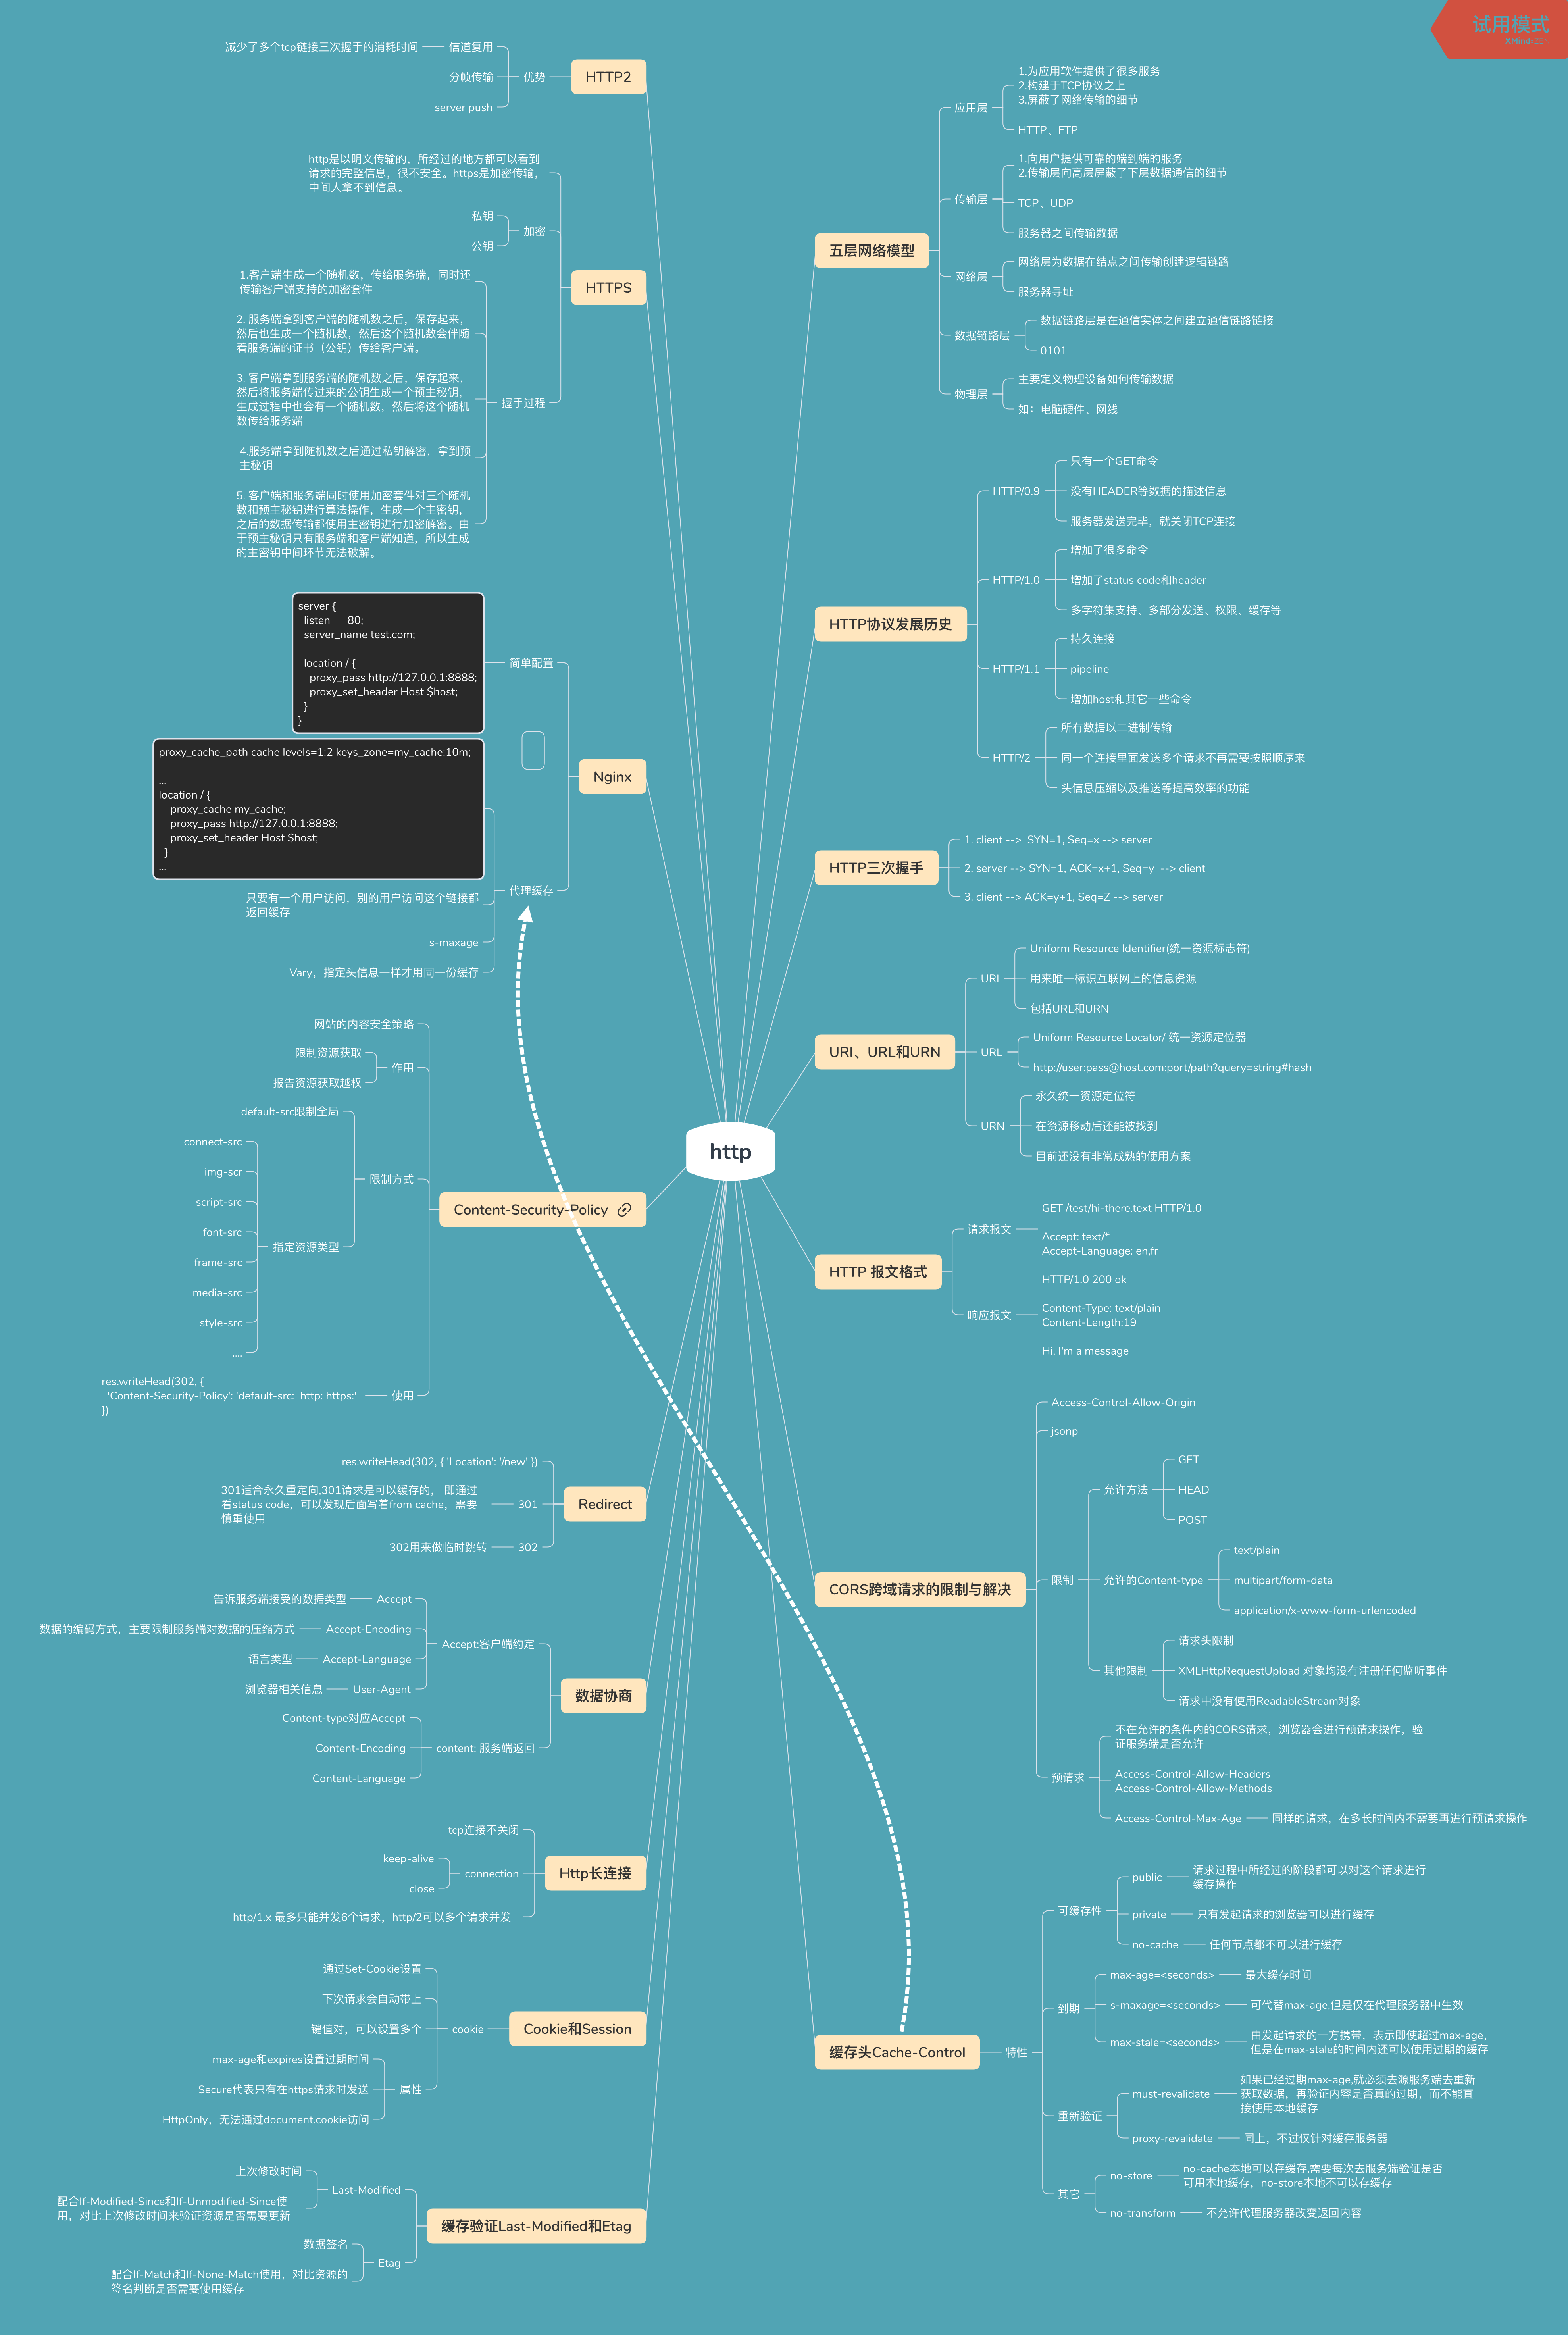 试用模式
XMind:ZEN
http
五层网络模型
应用层
1.为应用软件提供了很多服务
2.构建于TCP协议之上
3.屏蔽了网络传输的细节
HTTP、FTP
传输层
1.向用户提供可靠的端到端的服务
2.传输层向高层屏蔽了下层数据通信的细节
TCP、UDP
服务器之间传输数据
网络层
网络层为数据在结点之间传输创建逻辑链路
服务器寻址
数据链路层
数据链路层是在通信实体之间建立通信链路链接
0101
物理层
主要定义物理设备如何传输数据
如：电脑硬件、网线
HTTP协议发展历史
HTTP/0.9
只有一个GET命令
没有HEADER等数据的描述信息
服务器发送完毕，就关闭TCP连接
HTTP/1.0
增加了很多命令
增加了status code和header
多字符集支持、多部分发送、权限、缓存等
HTTP/1.1
持久连接
pipeline
增加host和其它一些命令
HTTP/2
所有数据以二进制传输
同一个连接里面发送多个请求不再需要按照顺序来
头信息压缩以及推送等提高效率的功能
HTTP三次握手
1. client -->  SYN=1, Seq=x --> server
2. server --> SYN=1, ACK=x+1, Seq=y  --> client
3. client --> ACK=y+1, Seq=Z --> server
URI、URL和URN
URI
Uniform Resource Identifier(统一资源标志符)
用来唯一标识互联网上的信息资源
包括URL和URN
URL
Uniform Resource Locator/ 统一资源定位器
http://user:pass@host.com:port/path?query=string#hash
URN
永久统一资源定位符
在资源移动后还能被找到
目前还没有非常成熟的使用方案
HTTP 报文格式
请求报文
GET /test/hi-there.text HTTP/1.0
Accept: text/*
Accept-Language: en,fr
响应报文
HTTP/1.0 200 ok
Content-Type: text/plain
Content-Length:19
Hi, I'm a message
CORS跨域请求的限制与解决
Access-Control-Allow-Origin
jsonp
限制
允许方法
GET
HEAD
POST
允许的Content-type
text/plain
multipart/form-data
application/x-www-form-urlencoded
其他限制
请求头限制
XMLHttpRequestUpload 对象均没有注册任何监听事件
请求中没有使用ReadableStream对象
预请求
不在允许的条件内的CORS请求，浏览器会进行预请求操作，验
证服务端是否允许
Access-Control-Allow-Headers
Access-Control-Allow-Methods
Access-Control-Max-Age
同样的请求，在多长时间内不需要再进行预请求操作
缓存头Cache-Control
特性
可缓存性
public
请求过程中所经过的阶段都可以对这个请求进行
缓存操作
private
只有发起请求的浏览器可以进行缓存
no-cache
任何节点都不可以进行缓存
到期
max-age=<seconds>
最大缓存时间
s-maxage=<seconds>
可代替max-age,但是仅在代理服务器中生效
max-stale=<seconds>
由发起请求的一方携带，表示即使超过max-age，
但是在max-stale的时间内还可以使用过期的缓存
重新验证
must-revalidate
如果已经过期max-age,就必须去源服务端去重新
获取数据，再验证内容是否真的过期，而不能直
接使用本地缓存
proxy-revalidate
同上，不过仅针对缓存服务器
其它
no-store
no-cache本地可以存缓存,需要每次去服务端验证是否
可用本地缓存，no-store本地不可以存缓存
no-transform
不允许代理服务器改变返回内容
HTTP2
优势
信道复用
减少了多个tcp链接三次握手的消耗时间
分帧传输
server push
HTTPS
http是以明文传输的，所经过的地方都可以看到
请求的完整信息，很不安全。https是加密传输，
中间人拿不到信息。
加密
私钥
公钥
握手过程
1.客户端生成一个随机数，传给服务端，同时还
传输客户端支持的加密套件
2. 服务端拿到客户端的随机数之后，保存起来，
然后也生成一个随机数，然后这个随机数会伴随
着服务端的证书（公钥）传给客户端。
3. 客户端拿到服务端的随机数之后，保存起来，
然后将服务端传过来的公钥生成一个预主秘钥，
生成过程中也会有一个随机数，然后将这个随机
数传给服务端
4.服务端拿到随机数之后通过私钥解密，拿到预
主秘钥
5. 客户端和服务端同时使用加密套件对三个随机
数和预主秘钥进行算法操作，生成一个主密钥，
之后的数据传输都使用主密钥进行加密解密。由
于预主秘钥只有服务端和客户端知道，所以生成
的主密钥中间环节无法破解。
Nginx
简单配置
server {
  listen      80;
  server_name test.com;
  location / {
    proxy_pass http://127.0.0.1:8888;
    proxy_set_header Host $host;
  }
}
代理缓存
proxy_cache_path cache levels=1:2 keys_zone=my_cache:10m;
...
location / {
    proxy_cache my_cache;
    proxy_pass http://127.0.0.1:8888;
    proxy_set_header Host $host;
  }
...
只要有一个用户访问，别的用户访问这个链接都
返回缓存
s-maxage
Vary，指定头信息一样才用同一份缓存
Content-Security-Policy
网站的内容安全策略
作用
限制资源获取
报告资源获取越权
限制方式
default-src限制全局
指定资源类型
connect-src
img-scr
script-src
font-src
frame-src
media-src
style-src
....
使用
res.writeHead(302, {
  'Content-Security-Policy': 'default-src:  http: https:'
})
Redirect
res.writeHead(302, { 'Location': '/new' })
301
301适合永久重定向,301请求是可以缓存的， 即通过
看status code，可以发现后面写着from cache，需要
慎重使用
302
302用来做临时跳转
数据协商
Accept:客户端约定
Accept
告诉服务端接受的数据类型
Accept-Encoding
数据的编码方式，主要限制服务端对数据的压缩方式
Accept-Language
语言类型
User-Agent
浏览器相关信息
content: 服务端返回
Content-type对应Accept
Content-Encoding
Content-Language
Http长连接
tcp连接不关闭
connection
keep-alive
close
http/1.x 最多只能并发6个请求，http/2可以多个请求并发
Cookie和Session
cookie
通过Set-Cookie设置
下次请求会自动带上
键值对，可以设置多个
属性
max-age和expires设置过期时间
Secure代表只有在https请求时发送
HttpOnly，无法通过document.cookie访问
缓存验证Last-Modified和Etag
Last-Modified
上次修改时间
配合If-Modified-Since和If-Unmodified-Since使
用，对比上次修改时间来验证资源是否需要更新
Etag
数据签名
配合If-Match和If-None-Match使用，对比资源的
签名判断是否需要使用缓存